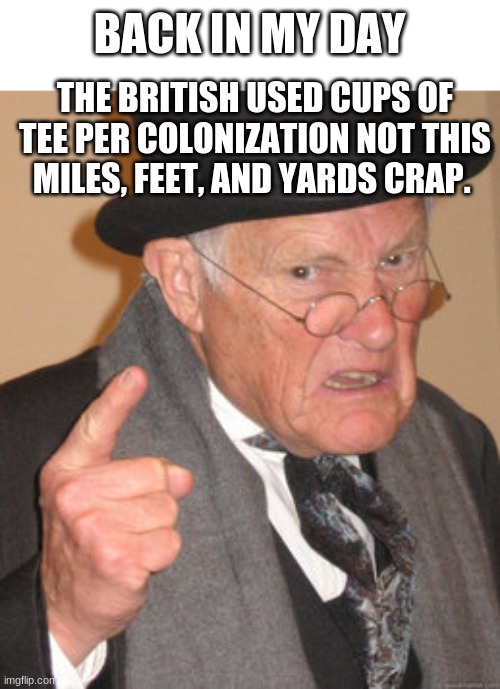 BACK IN MY DAY
THE BRITISH USED CUPS OF
TEE PER COLONIZATION NOT THIS
MILES, FEET, AND YARDS CRAP.
imgflip.com